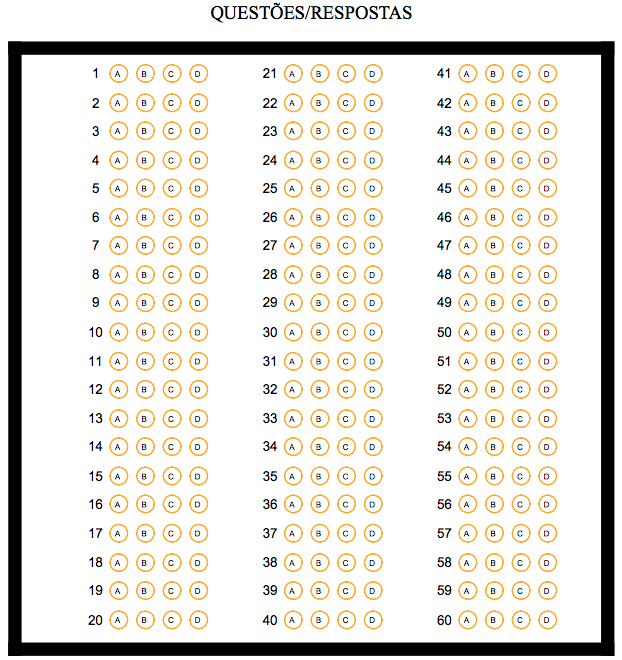 QUESTÕES/RESPOSTAS
1 A B C D 21 A B C D 41 A B C D
2 A B C D 22 A B C D 42 A B C D
3 A B C D 23 A B C D 43 A B C D
4 A B C D 24 A B C D 44 A B C D
5 A B C D 25 A B C D 45 A B C D
6 A B C D 26 A B C D 46 A B C D
7 A B C D 27 A B C D 47 A B C D
8 A B C D 28 A B C D 48 A B C D
9 A B C D 29 A B C D 49 A B C D
10 A B C D 30 A B C D 50 A B C D
11 A B C D 31 A B C D 51 A B C D
12 A B C D 32 A B C D 52 A B C D
13 A B C D 33 A B C D 53 A B C D
14 A B C D 34 A B C D 54 A B C D
15 A B C D 35 A B C D 55 A B C D
16 A B C D 36 A B C D 56 A B C D
17 A B C D 37 A B C D 57 A B C D
18 A B C D 38 A B C D 58 A B C D
19 A B C D 39 A B C D 59 A B C D
20 A B C D 40 A B C D 60 A B C D